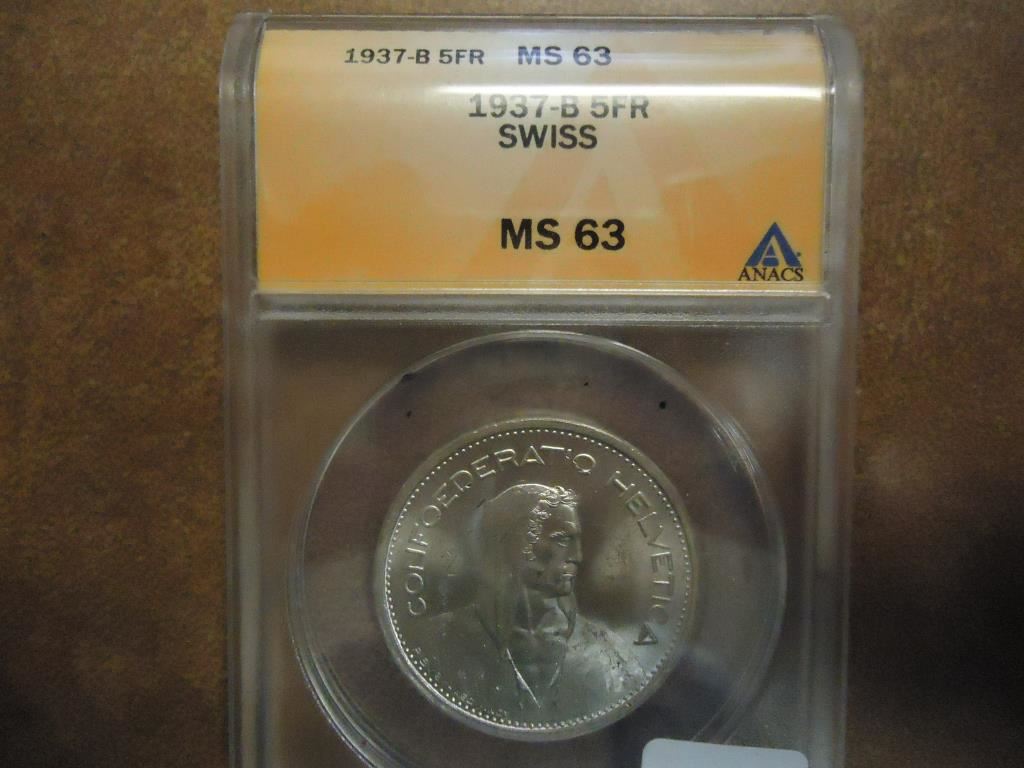 1937-B 5FR MS 63
1937-B 5FR
SWISS
MS 63
ANACS
CONFOEDERATIO HELVETICA